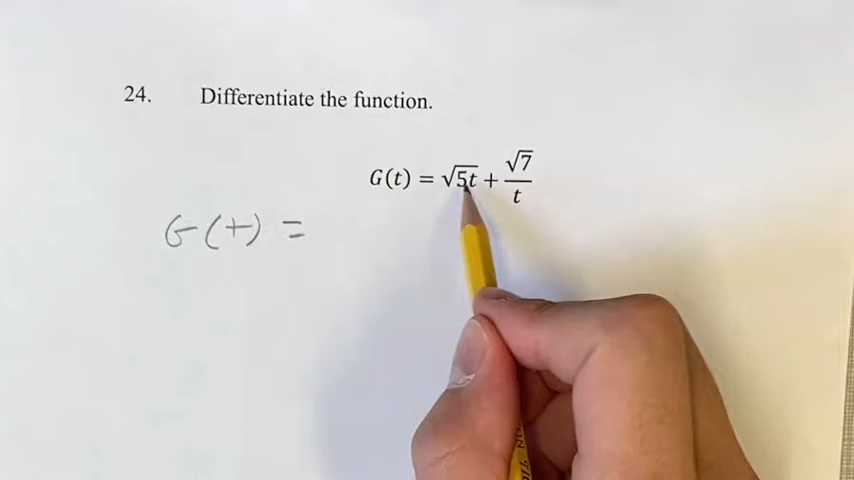 24. Differentiate the function.
G(t) = √5t + √7/t
G(t) =